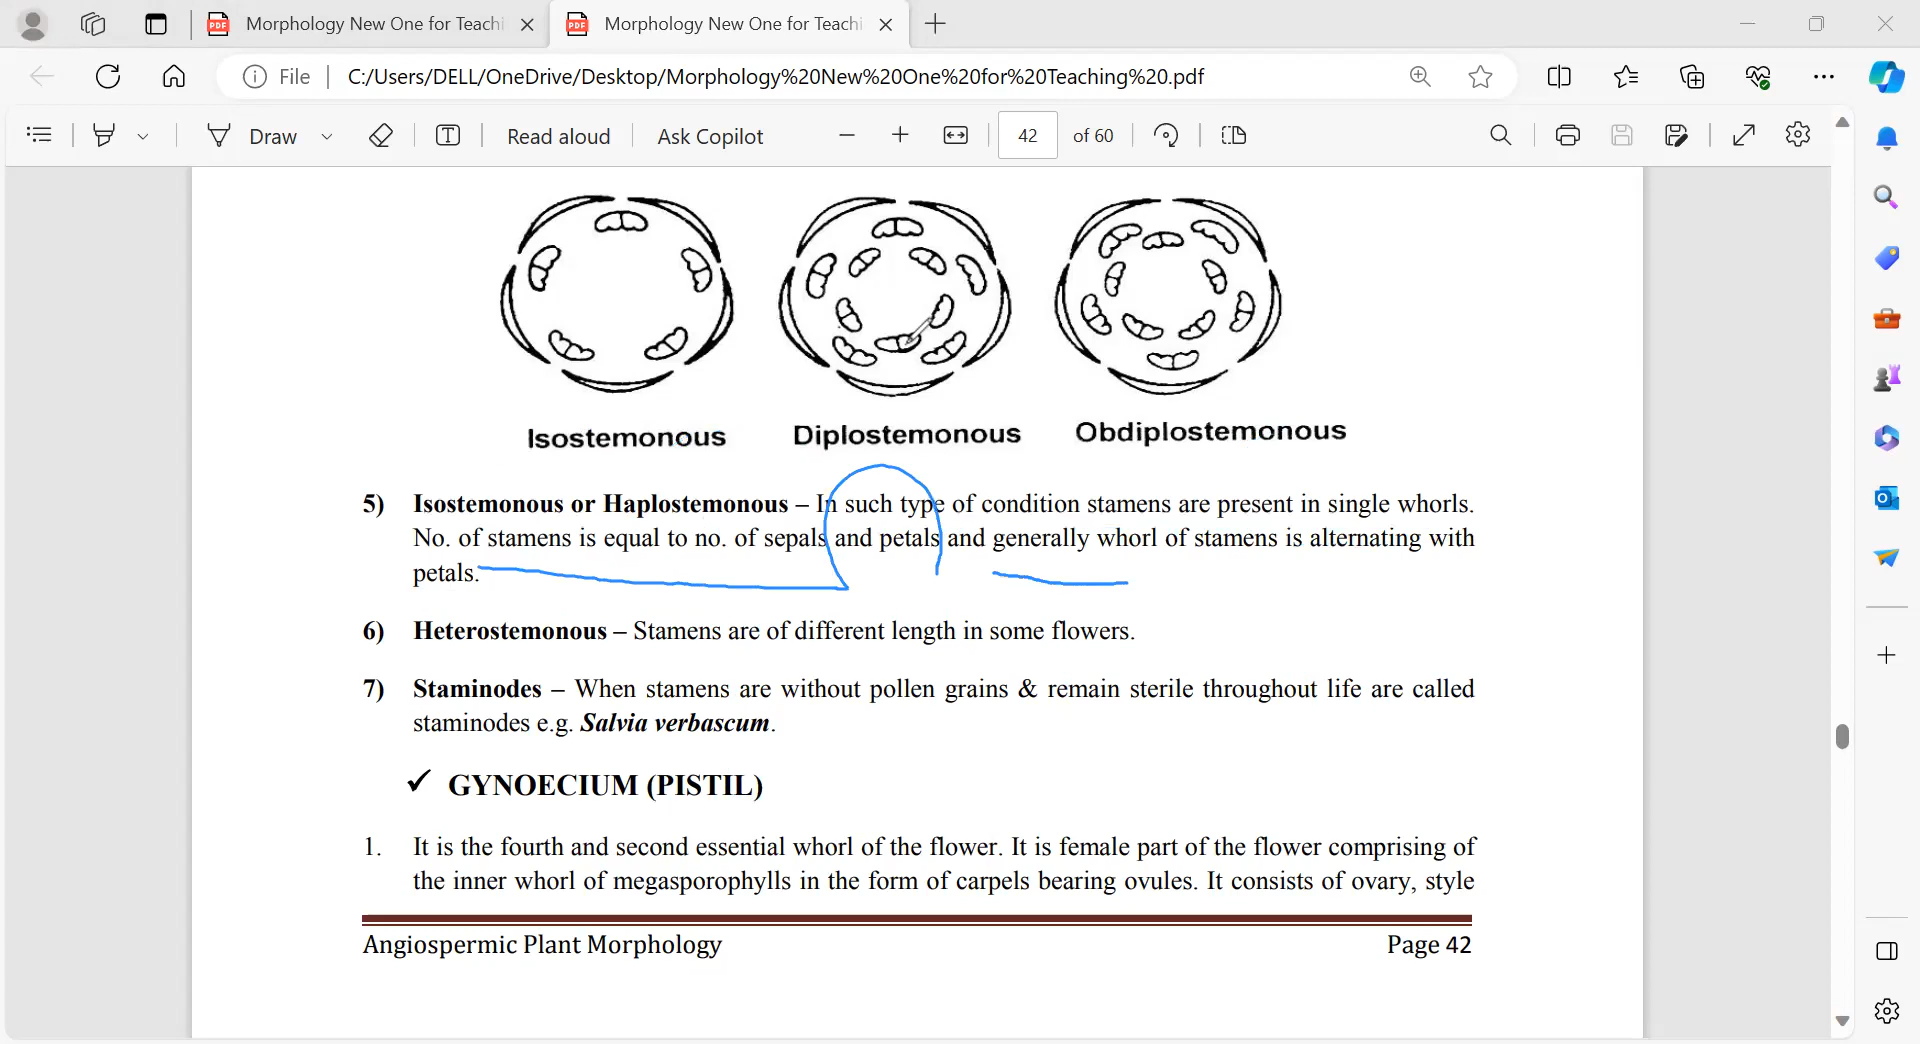 Morphology New One for Teachi
Morphology New One for Teachi
File
C:/Users/DELL/OneDrive/Desktop/Morphology%20New%20One%20for%20Teaching%20.pdf
Draw
Read aloud
Ask Copilot
42
of 60
Isostemonous
Diplostemonous
Obdiplostemonous
5) Isostemonous or Haplostemonous – In such type of condition stamens are present in single whorls.
No. of stamens is equal to no. of sepals and petals and generally whorl of stamens is alternating with
petals.
6) Heterostemonous – Stamens are of different length in some flowers.
7) Staminodes – When stamens are without pollen grains & remain sterile throughout life are called
staminodes e.g. Salvia verbascum.
✓ GYNOECIUM (PISTIL)
1. It is the fourth and second essential whorl of the flower. It is female part of the flower comprising of
the inner whorl of megasporophylls in the form of carpels bearing ovules. It consists of ovary, style
Angiospermic Plant Morphology
Page 42